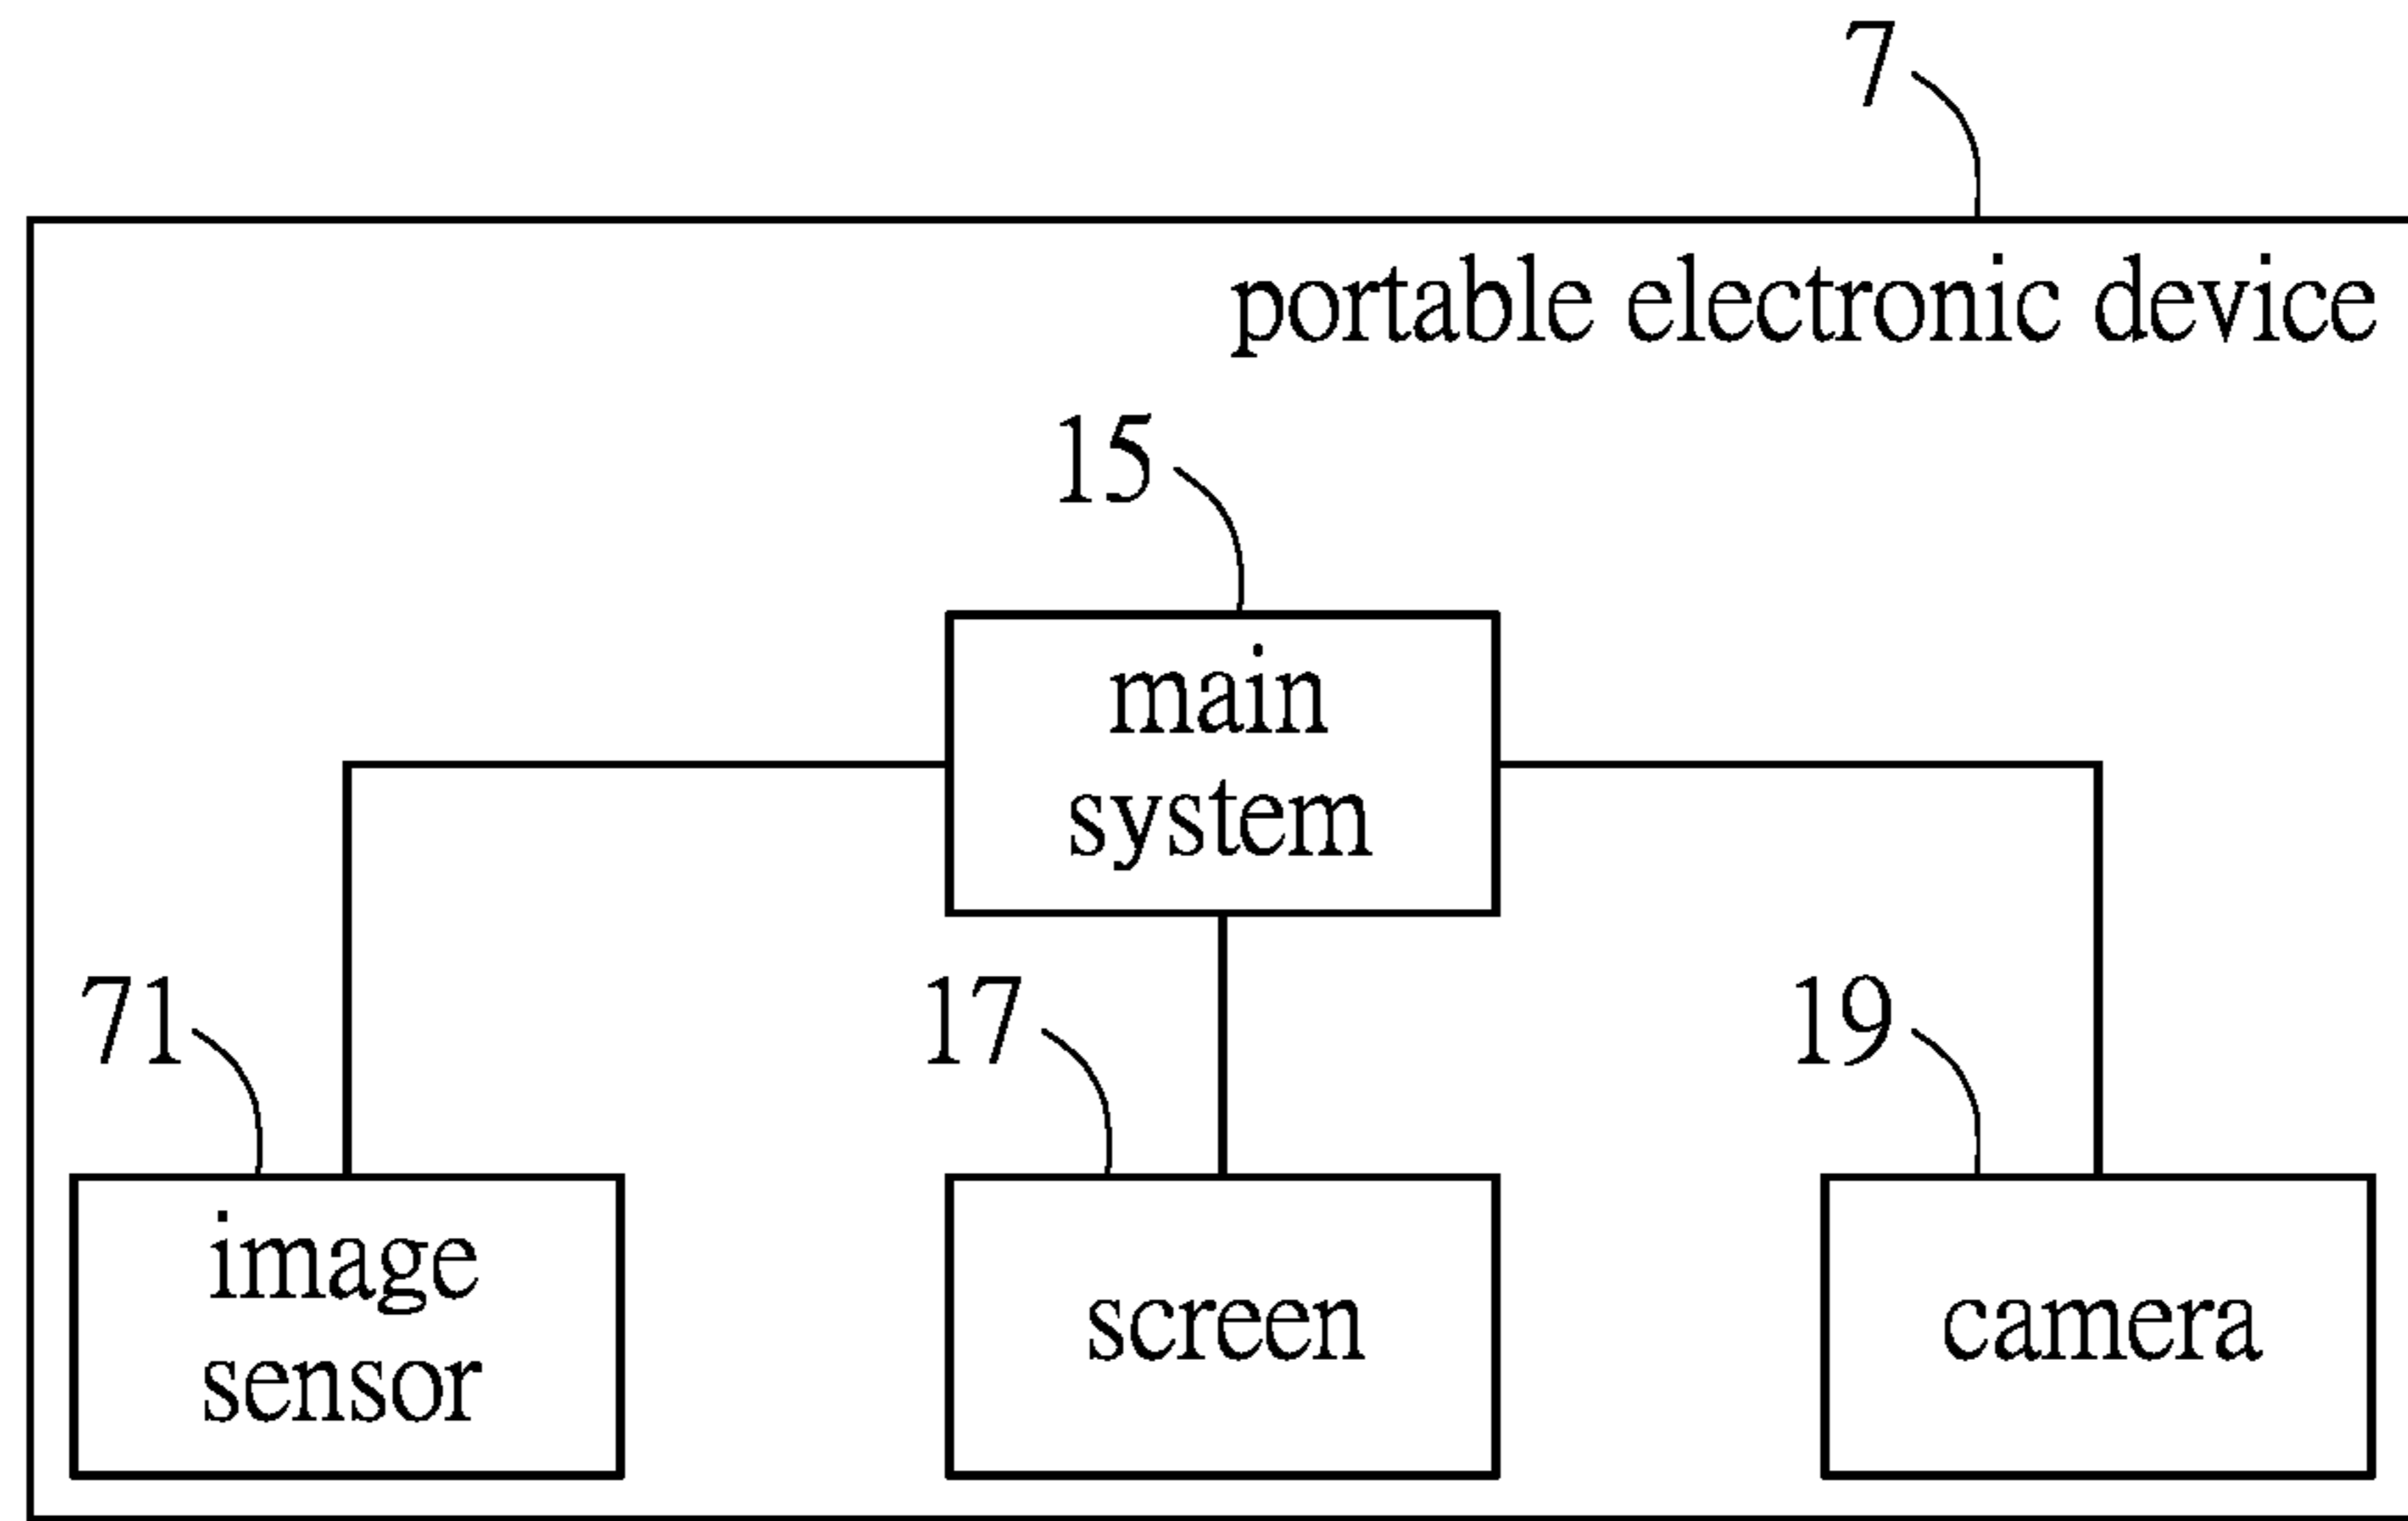 7
portable electronic device
15
main
system
71
17
19
image
sensor
screen
camera